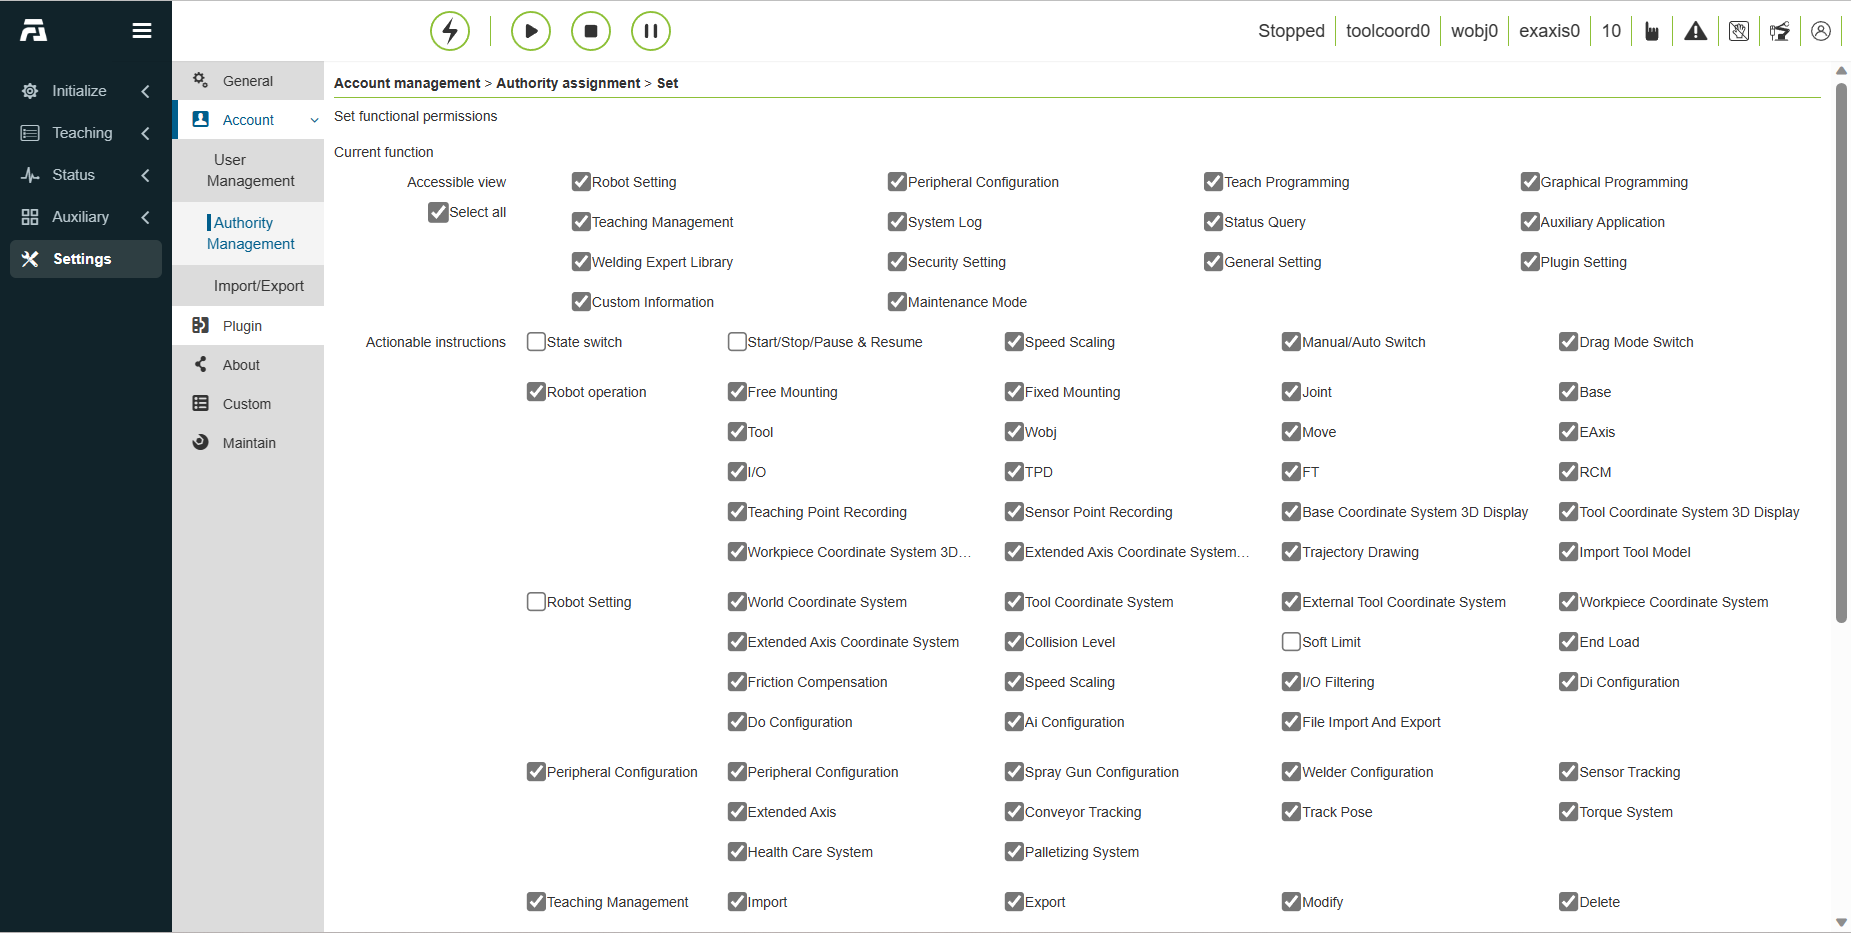 Stopped
toolcoord0
wobj0
exaxis0
10
Initialize
Teaching
Status
Auxiliary
Settings
General
Account
User
Management
Authority
Management
Import/Export
Plugin
About
Custom
Maintain
Account management > Authority assignment > Set
Set functional permissions
Current function
Accessible view
Select all
Robot Setting Peripheral Configuration Teach Programming Graphical Programming
Teaching Management System Log Status Query Auxiliary Application
Welding Expert Library Security Setting General Setting Plugin Setting
Custom Information Maintenance Mode
Actionable instructions State switch Start/Stop/Pause & Resume Speed Scaling Manual/Auto Switch Drag Mode Switch
Robot operation Free Mounting Fixed Mounting Joint Base
Tool Wobj Move EAxis
I/O TPD FT RCM
Teaching Point Recording Sensor Point Recording Base Coordinate System 3D Display Tool Coordinate System 3D Display
Workpiece Coordinate System 3D... Extended Axis Coordinate System... Trajectory Drawing Import Tool Model
Robot Setting World Coordinate System Tool Coordinate System External Tool Coordinate System Workpiece Coordinate System
Extended Axis Coordinate System Collision Level Soft Limit End Load
Friction Compensation Speed Scaling I/O Filtering Di Configuration
Do Configuration Ai Configuration File Import And Export
Peripheral Configuration Peripheral Configuration Spray Gun Configuration Welder Configuration Sensor Tracking
Extended Axis Conveyor Tracking Track Pose Torque System
Health Care System Palletizing System
Teaching Management Import Export Modify Delete